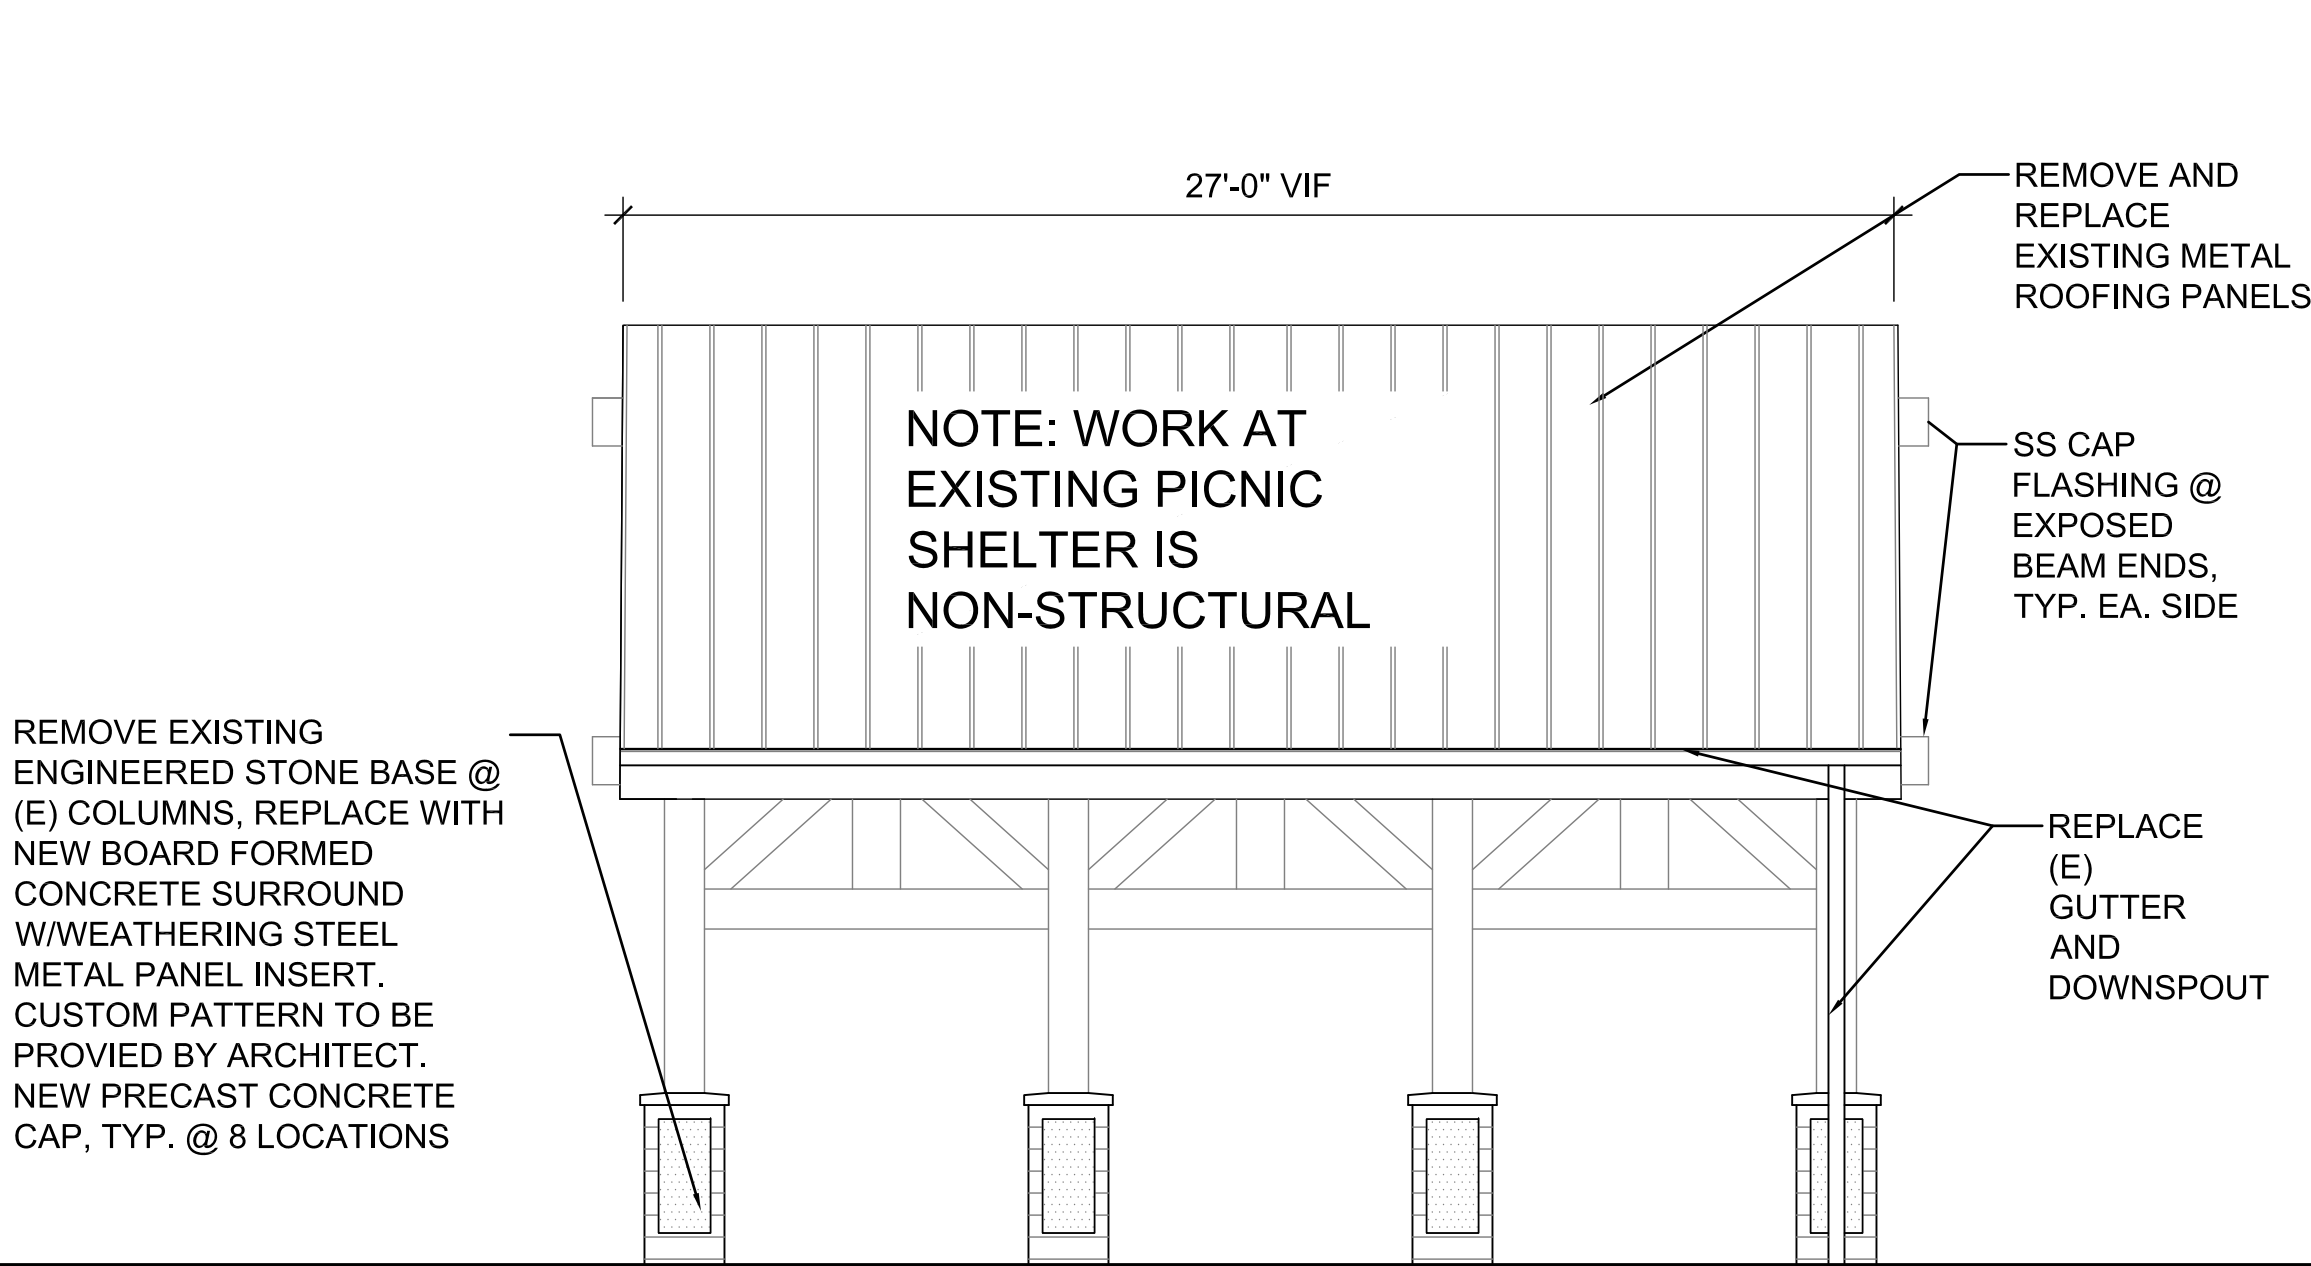 27'-0" VIF
REMOVE AND
REPLACE
EXISTING METAL
ROOFING PANELS
NOTE: WORK AT
EXISTING PICNIC
SHELTER IS
NON-STRUCTURAL
SS CAP
FLASHING @
EXPOSED
BEAM ENDS,
TYP. EA. SIDE
REMOVE EXISTING
ENGINEERED STONE BASE @
(E) COLUMNS, REPLACE WITH
NEW BOARD FORMED
CONCRETE SURROUND
W/WEATHERING STEEL
METAL PANEL INSERT.
CUSTOM PATTERN TO BE
PROVIED BY ARCHITECT.
NEW PRECAST CONCRETE
CAP, TYP. @ 8 LOCATIONS
REPLACE
(E)
GUTTER
AND
DOWNSPOUT